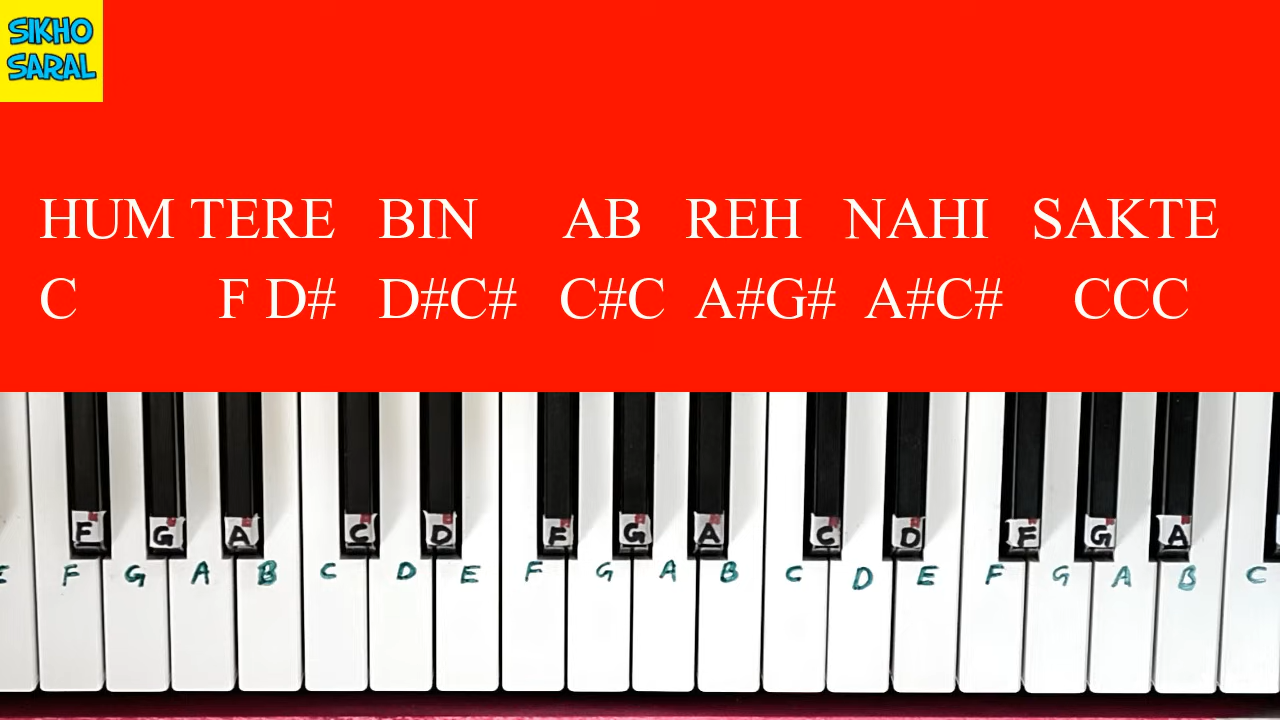 SIKHO
SARAL
HUM TERE BIN AB REH NAHI SAKTE
C F D# D#C# C#C A#G# A#C# CCC
F G A C D F G A C D F G A
E F G A B C D E F G A B C D E F G A B C